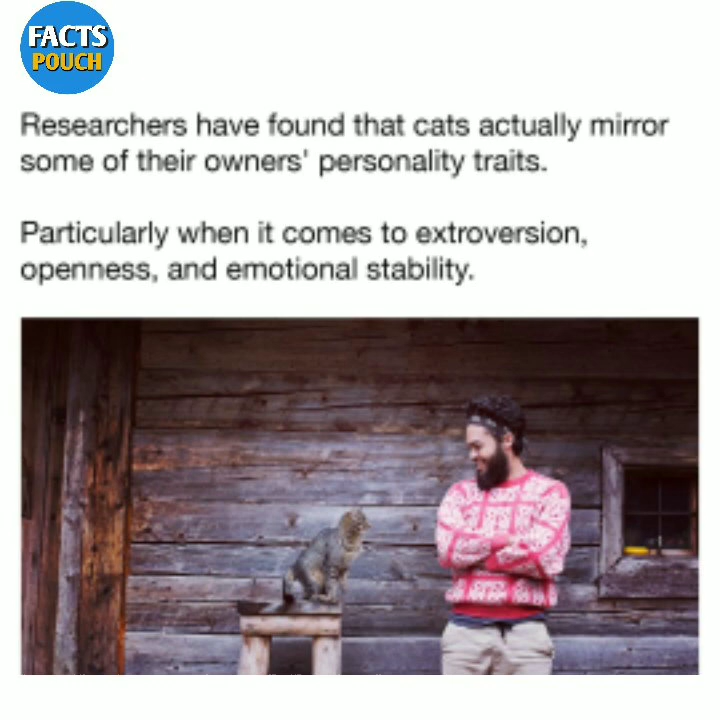 FACTS
POUCH
Researchers have found that cats actually mirror
some of their owners' personality traits.
Particularly when it comes to extroversion,
openness, and emotional stability.